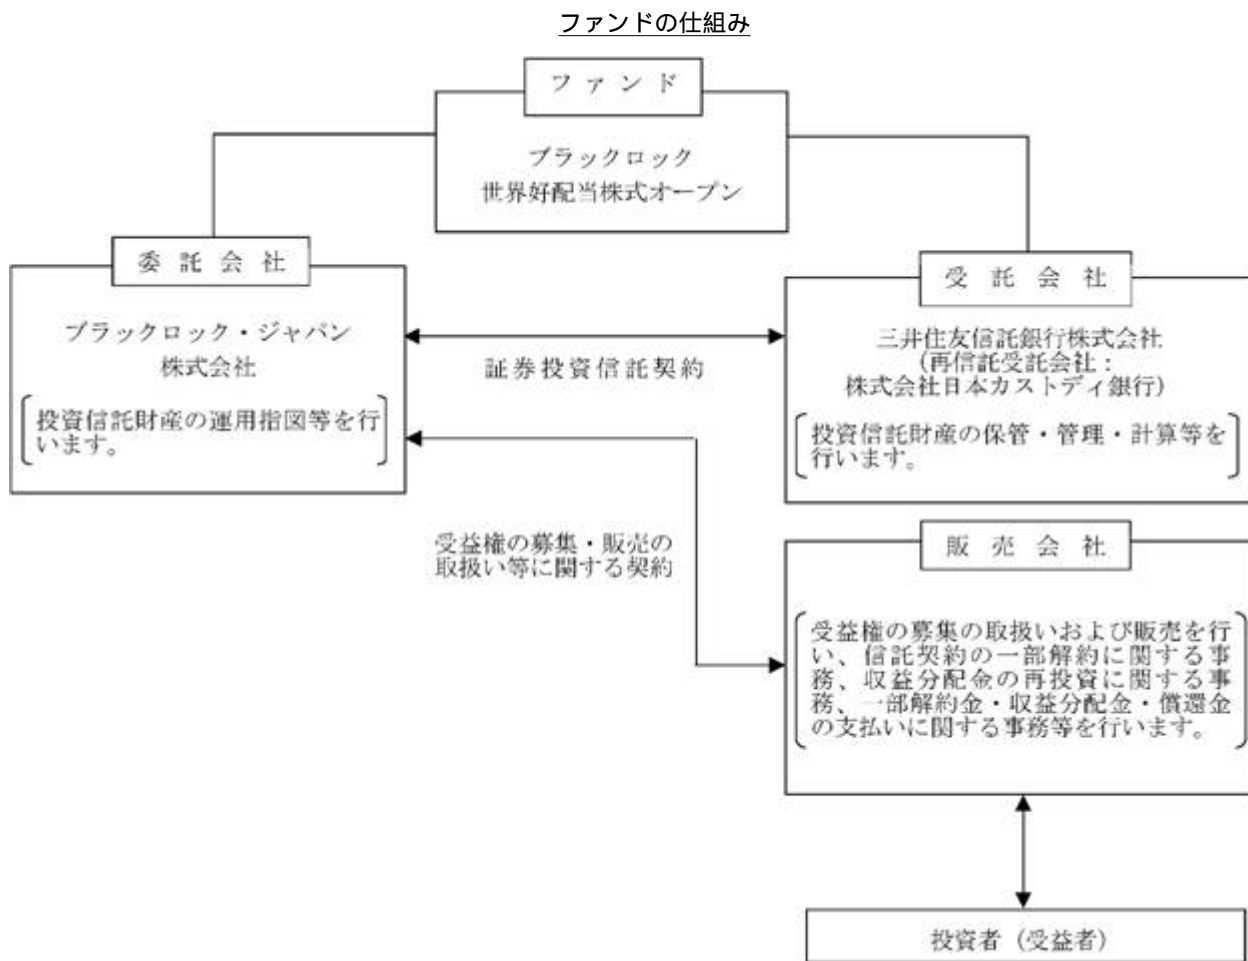 ファンドの仕組み
ファンド
ブラックロック
世界好配当株式オープン
委託会社
ブラックロック・ジャパン
株式会社
投資信託財産の運用指図等を行
います。
証券投資信託契約
受託会社
三井住友信託銀行株式会社
(再信託受託会社:
株式会社日本カストディ銀行)
投資信託財産の保管・管理・計算等を
行います。
受益権の募集・販売の
取扱い等に関する契約
販売会社
受益権の募集の取扱いおよび販売を行
い、信託契約の一部解約に関する事
務、収益分配金の再投資に関する事
務、一部解約金・収益分配金・償還金
の支払いに関する事務等を行います。
投資者(受益者)